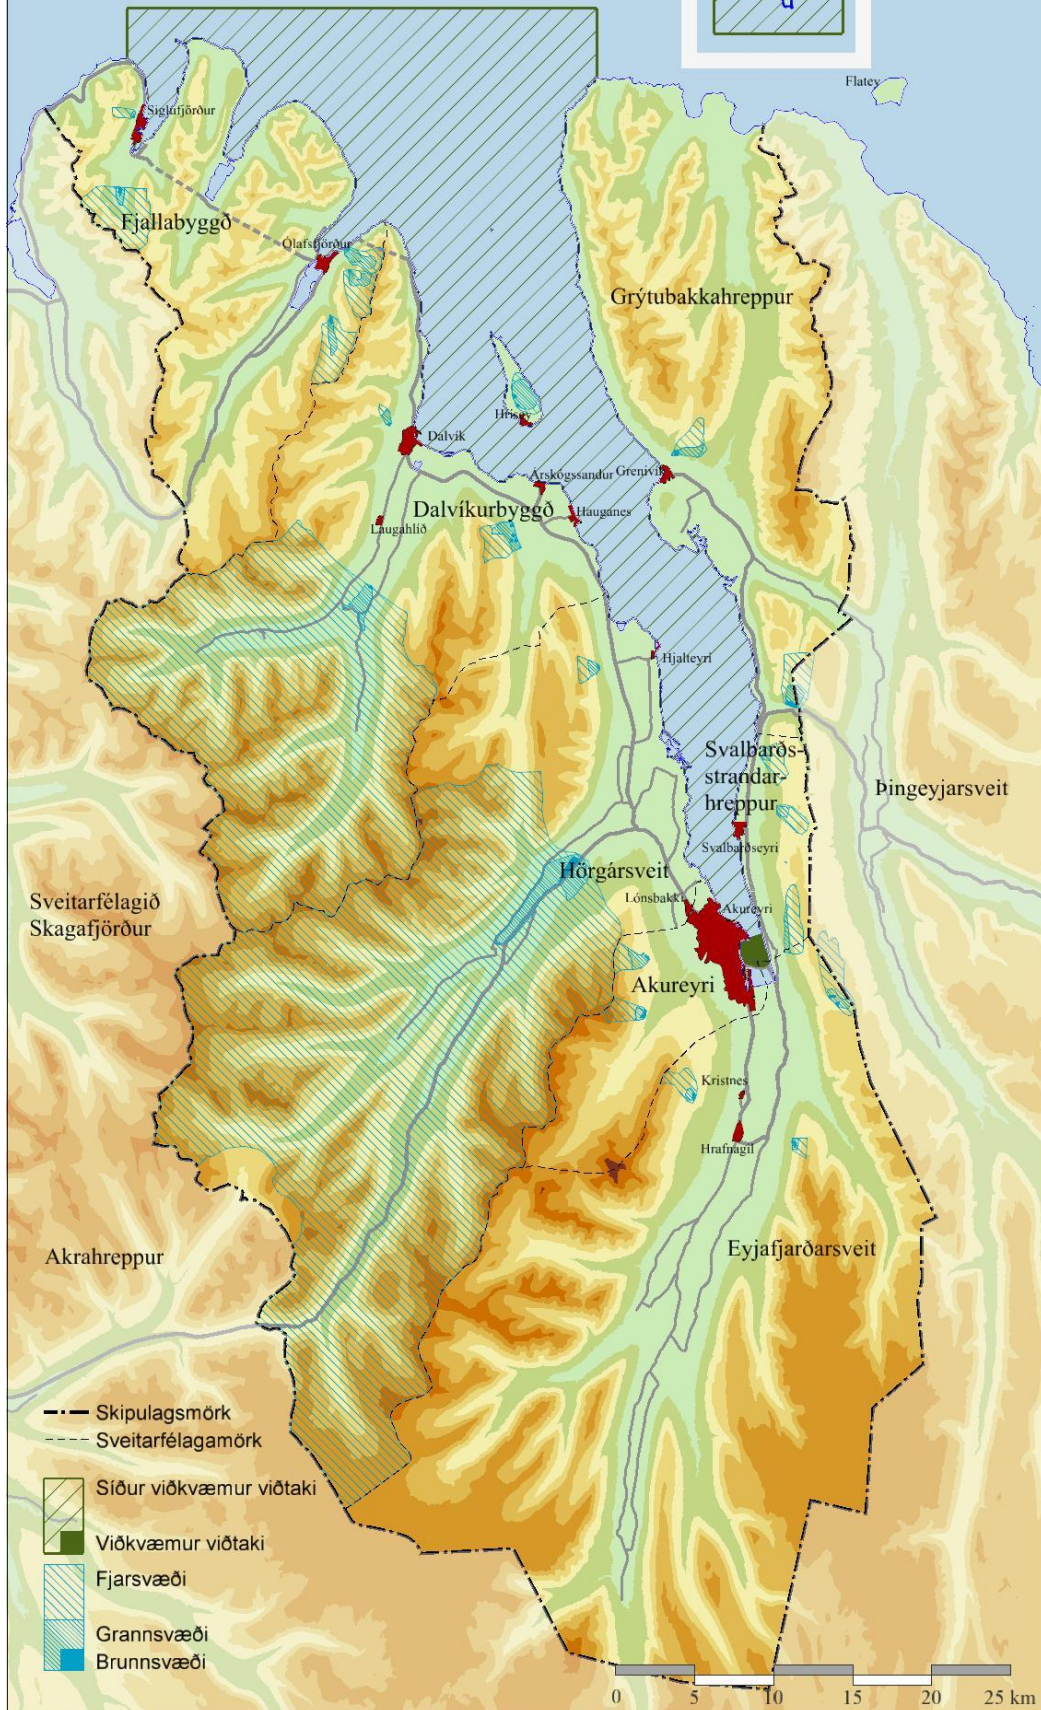 Flatey
Siglufjörður
Fjallabyggð
Ólafsfjörður
Grýtubakkahreppur
Hrísey
Dalvík
Árskógssandur
Grenivík
Dalvíkurbyggð
Hauganes
Laugahlíð
Hjalteyri
Svalbarðs-
strandar-
hreppur
Þingeyjarsveit
Svalbarðseyri
Hörgársveit
Lónsbakki
Akureyri
Sveitarfélagið
Skagafjörður
Akureyri
Kristnes
Hrafnagil
Akrahreppur
Eyjafjarðarsveit
Skipulagsmörk
Sveitarfélagamörk
Síður viðkvæmur viðtaki
Viðkvæmur viðtaki
Fjarsvæði
Grannsvæði
Brunnsvæði
0 5 10 15 20 25 km